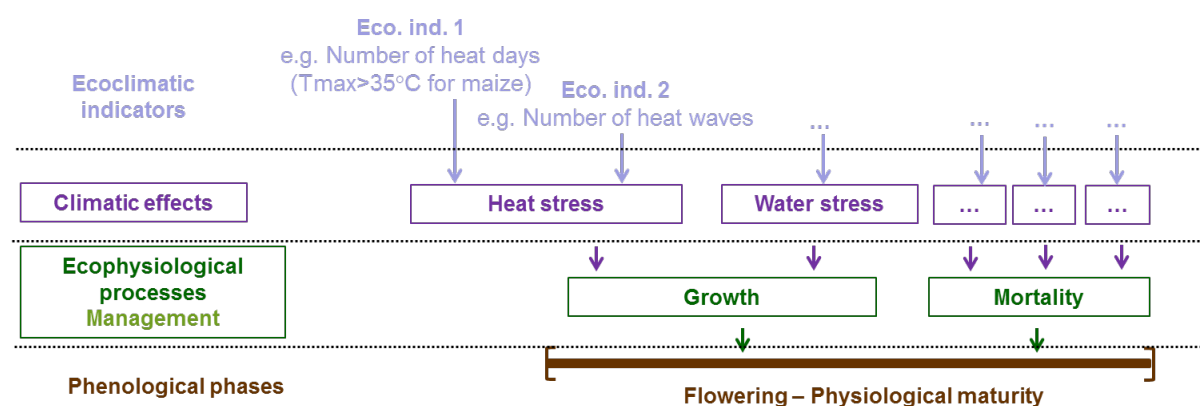 Eco. ind. 1
e.g. Number of heat days
(Tmax>35°C for maize)
Ecoclimatic
indicators
Eco. ind. 2
e.g. Number of heat waves
...
...
...
...
Climatic effects
Heat stress
Water stress
...
...
...
Ecophysiological
processes
Management
Growth
Mortality
Phenological phases
Flowering – Physiological maturity